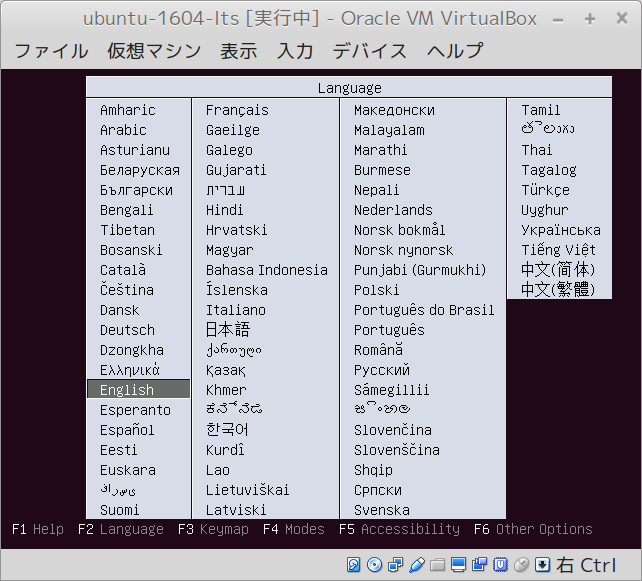 ubuntu-1604-lts [実行中] - Oracle VM VirtualBox
ファイル 仮想マシン 表示 入力 デバイス ヘルプ
Language
Amharic
Arabic
Asturianu
Беларуская
Български
Bengali
Tibetan
Bosanski
Català
Čeština
Dansk
Deutsch
Dzongkha
Ελληνικά
English
Esperanto
Español
Eesti
Euskara
ﻰﺳﺭﺎﻓ
Suomi
Français
Gaeilge
Galego
Gujarati
עברית
Hindi
Hrvatski
Magyar
Bahasa Indonesia
Íslenska
Italiano
日本語
ქართული
Қазақ
Khmer
ಕನ್ನಡ
한국어
Kurdî
Lao
Lietuviškai
Latviski
Македонски
Malayalam
Marathi
Burmese
Nepali
Nederlands
Norsk bokmål
Norsk nynorsk
Punjabi (Gurmukhi)
Polski
Português do Brasil
Português
Română
Русский
Sámegillii
සිංහල
Slovenčina
Slovenščina
Shqip
Српски
Svenska
Tamil
తెలుగు
Thai
Tagalog
Türkçe
Uyghur
Українська
Tiếng Việt
中文(简体)
中文(繁體)
F1 Help F2 Language F3 Keymap F4 Modes F5 Accessibility F6 Other Options
右 Ctrl